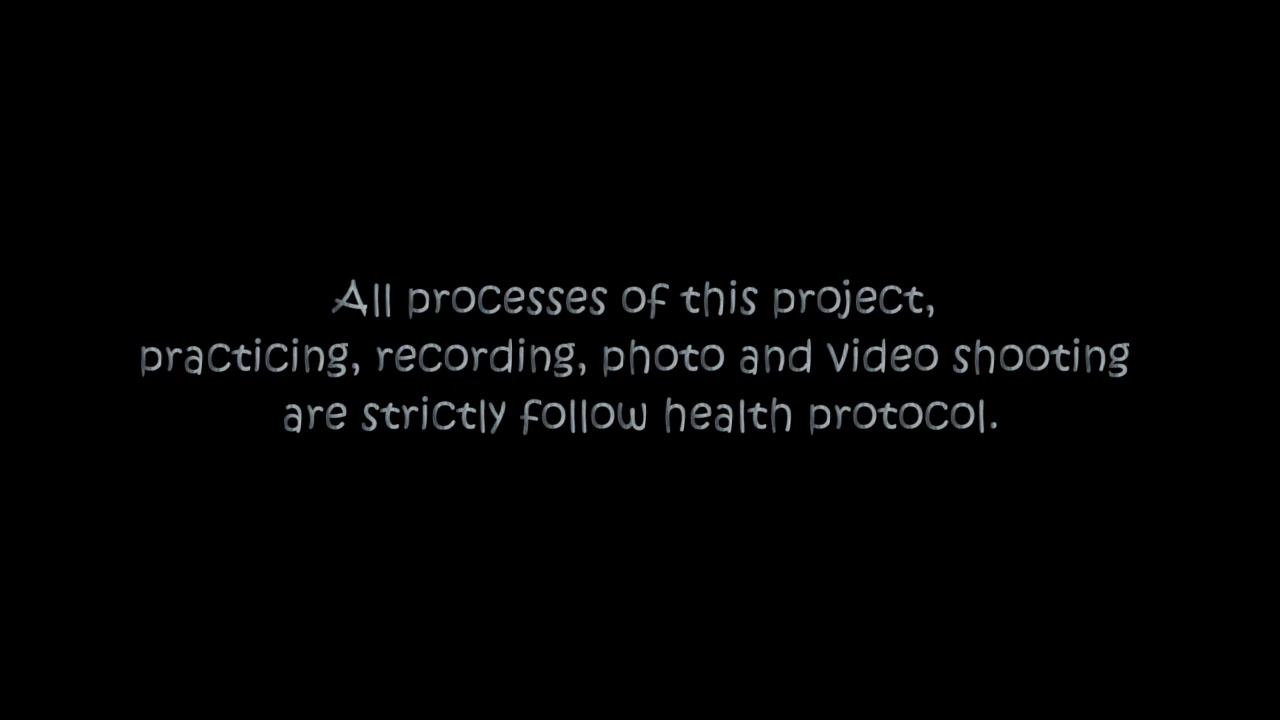 All processes of this project,
practicing, recording, photo and video shooting
are strictly follow health protocol.